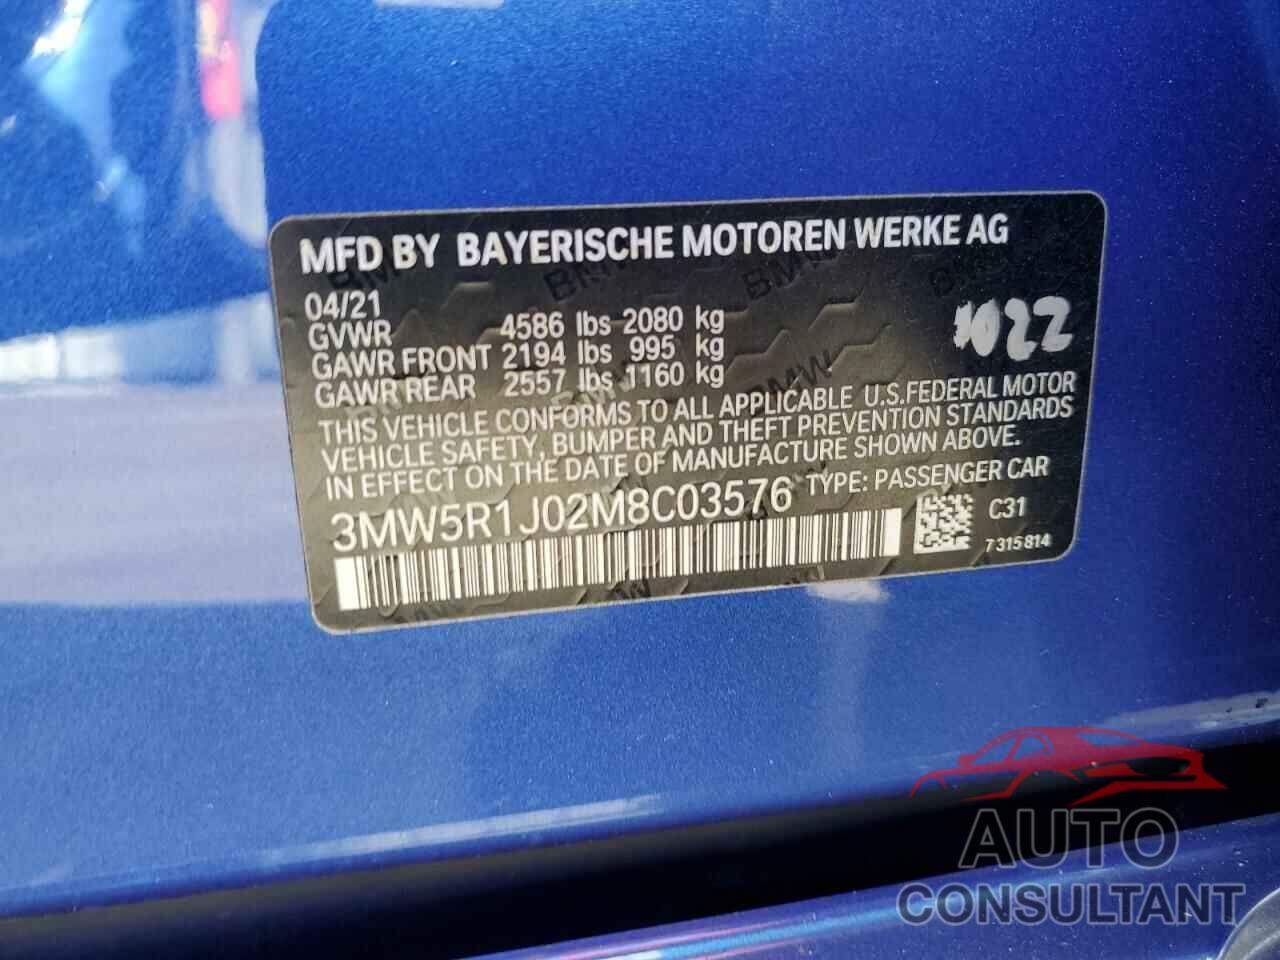 MFD BY BAYERISCHE MOTOREN WERKE AG
04/21
GVWR 4586 lbs 2080 kg
GAWR FRONT 2194 lbs 995 kg
GAWR REAR 2557 lbs 1160 kg
THIS VEHICLE CONFORMS TO ALL APPLICABLE U.S.FEDERAL MOTOR
VEHICLE SAFETY, BUMPER AND THEFT PREVENTION STANDARDS
IN EFFECT ON THE DATE OF MANUFACTURE SHOWN ABOVE.
3MW5R1J02M8C03576 TYPE: PASSENGER CAR
C31
7315814
AUTO
CONSULTANT